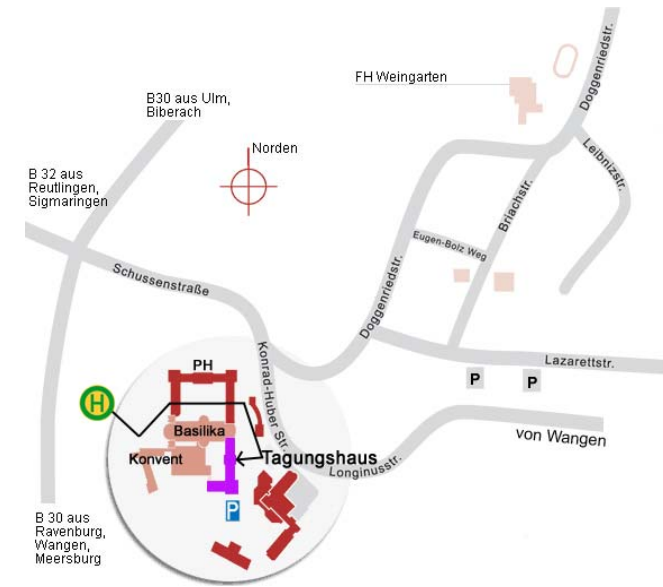 FH Weingarten
Doggenriedstr.
B30 aus Ulm,
Biberach
Norden
Leibnizstr.
B 32 aus
Reutlingen,
Sigmaringen
Briachstr.
Eugen-Bolz Weg
Schussenstraße
Doggenriedstr.
Konrad-Huber Str.
PH
Lazarettstr.
P
P
H
Basilika
von Wangen
Konvent
Tagungshaus
Longinusstr.
P
B 30 aus
Ravenburg,
Wangen,
Meersburg